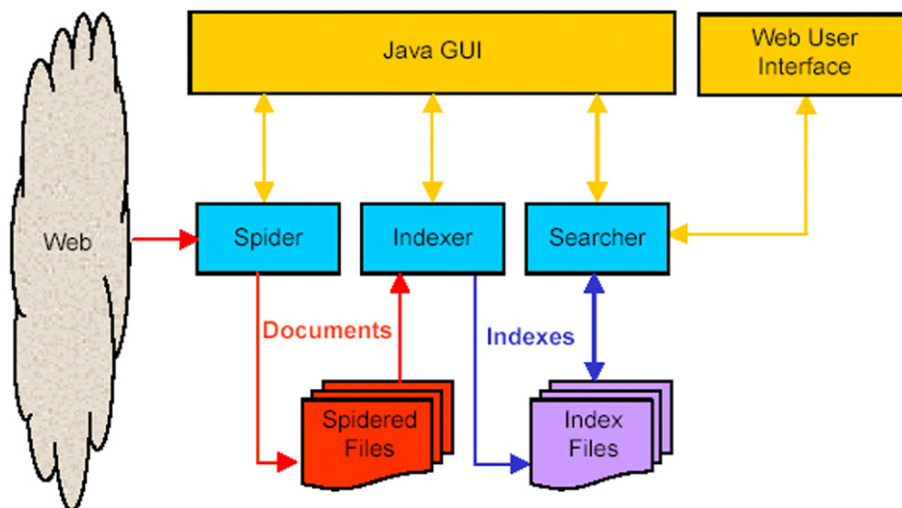 Java GUI
Web User
Interface
Web
Spider
Indexer
Searcher
Documents
Indexes
Spidered
Files
Index
Files